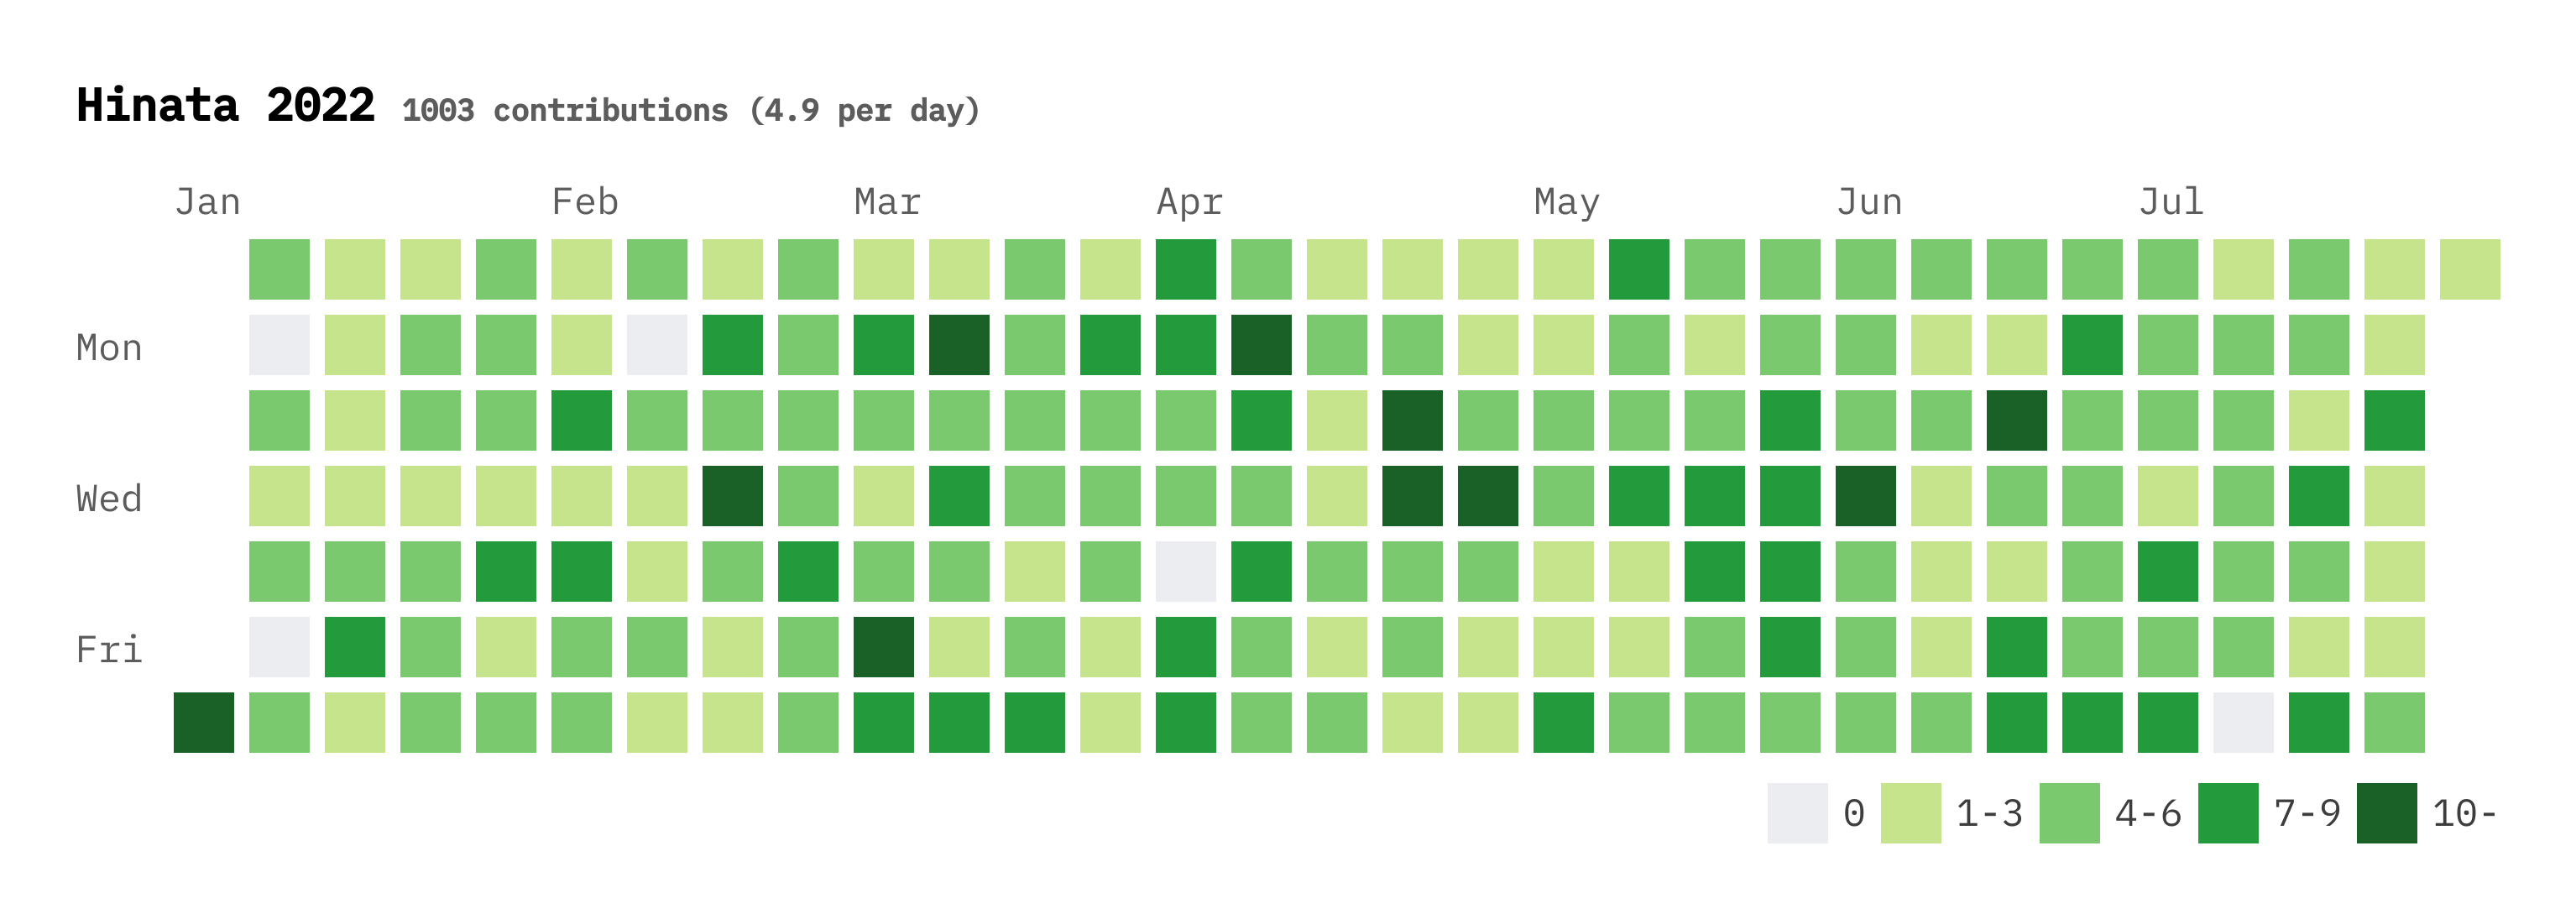 Hinata 2022 1003 contributions (4.9 per day)
Jan Feb Mar Apr May Jun Jul
Mon
Wed
Fri
0 1-3 4-6 7-9 10-